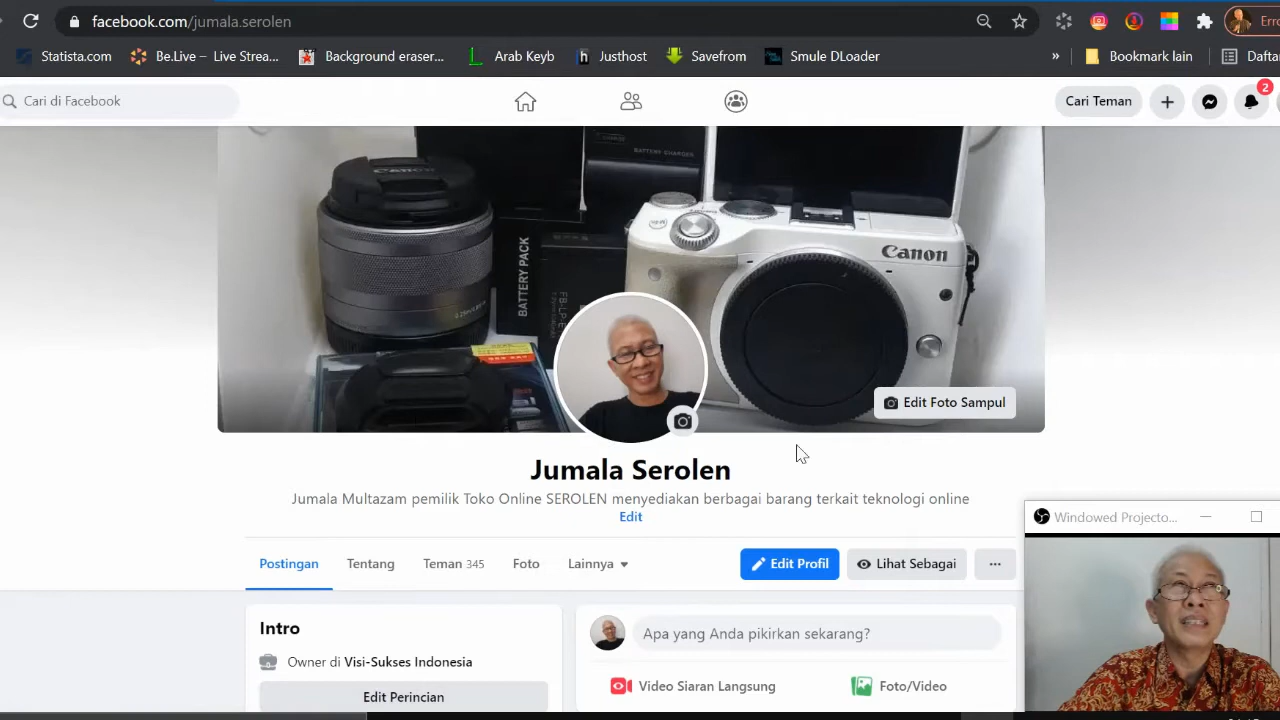 facebook.com/jumala.serolen
Erro
Statista.com
Be.Live – Live Strea...
Background eraser...
Arab Keyb
Justhost
Savefrom
Smule DLoader
»
Bookmark lain
Cari di Facebook
Cari Teman
2
Canon
BATTERY CHARGER
BATTERY PACK
Canon
Edit Foto Sampul
Jumala Serolen
Jumala Multazam pemilik Toko Online SEROLEN menyediakan berbagai barang terkait teknologi online
Edit
Postingan
Tentang
Teman 345
Foto
Lainnya
Edit Profil
Lihat Sebagai
Windowed Projecto...
Intro
Owner di Visi-Sukses Indonesia
Edit Perincian
Apa yang Anda pikirkan sekarang?
Video Siaran Langsung
Foto/Video